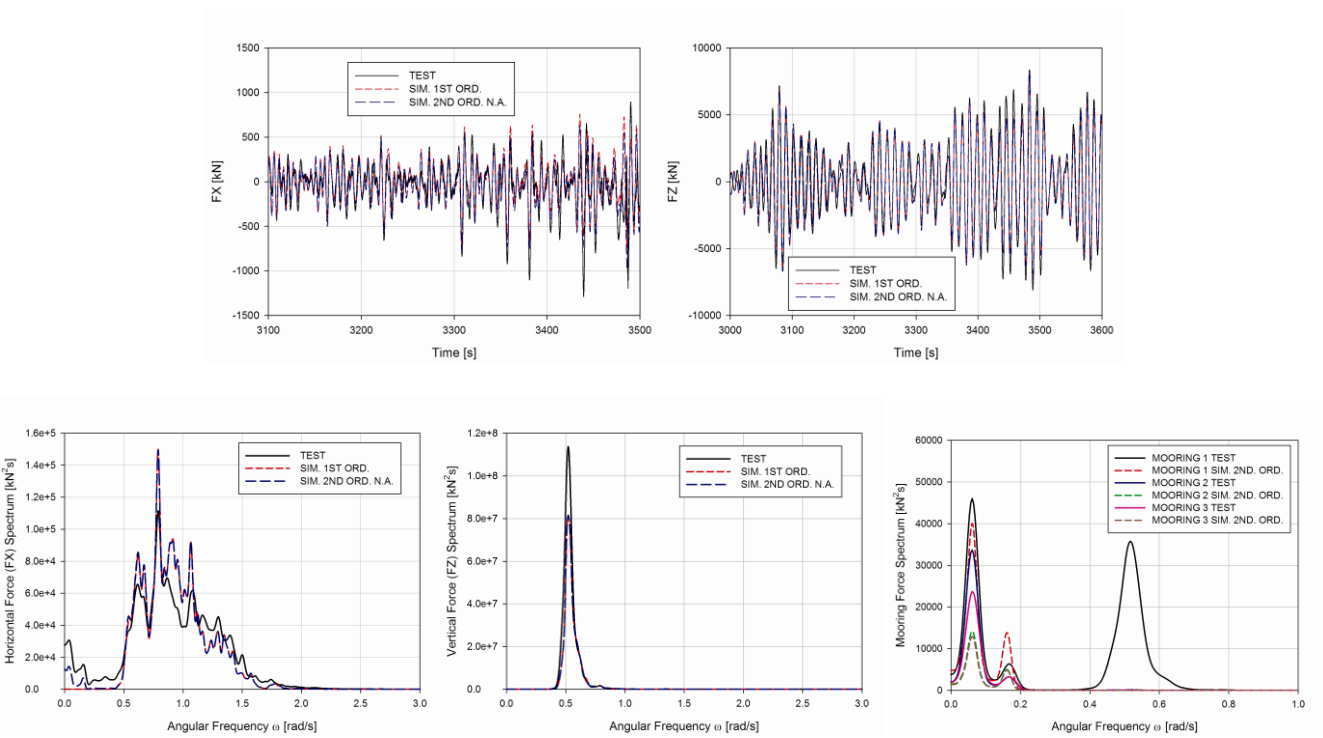 FX [kN]
1500
1000
500
0
-500
-1000
-1500
3100
3200
3300
3400
3500
Time [s]
TEST
SIM. 1ST ORD.
SIM. 2ND ORD. N.A.
FZ [kN]
10000
5000
0
-5000
-10000
3000
3100
3200
3300
3400
3500
3600
Time [s]
TEST
SIM. 1ST ORD.
SIM. 2ND ORD. N.A.
Horizontal Force (FX) Spectrum [kN²s]
1.6e+5
1.4e+5
1.2e+5
1.0e+5
8.0e+4
6.0e+4
4.0e+4
2.0e+4
0.0
0.0
0.5
1.0
1.5
2.0
2.5
3.0
Angular Frequency ω [rad/s]
TEST
SIM. 1ST ORD.
SIM. 2ND ORD. N.A.
Vertical Force (FZ) Spectrum [kN²s]
1.2e+8
1.0e+8
8.0e+7
6.0e+7
4.0e+7
2.0e+7
0.0
0.0
0.5
1.0
1.5
2.0
2.5
3.0
Angular Frequency ω [rad/s]
TEST
SIM. 1ST ORD.
SIM. 2ND ORD. N.A.
Mooring Force Spectrum [kN²s]
60000
50000
40000
30000
20000
10000
0
0.0
0.2
0.4
0.6
0.8
1.0
Angular Frequency ω [rad/s]
MOORING 1 TEST
MOORING 1 SIM. 2ND. ORD.
MOORING 2 TEST
MOORING 2 SIM. 2ND. ORD.
MOORING 3 TEST
MOORING 3 SIM. 2ND. ORD.